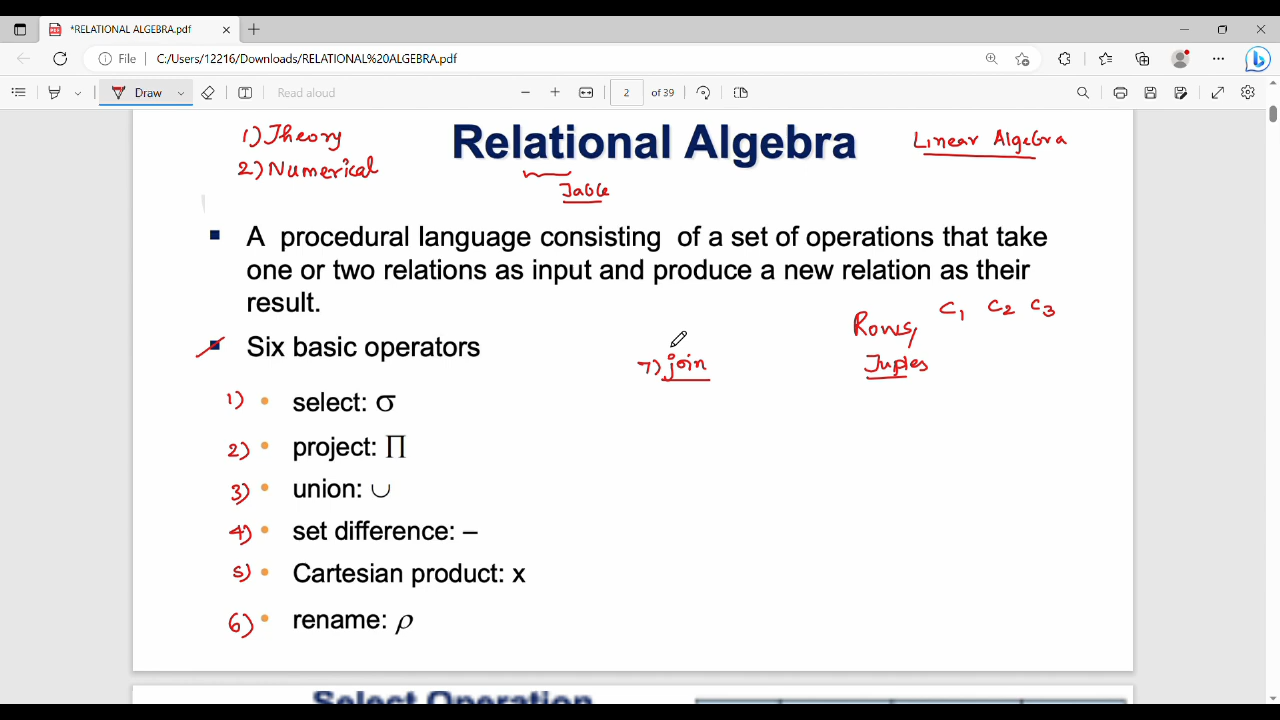 *RELATIONAL ALGEBRA.pdf
File C:/Users/12216/Downloads/RELATIONAL%20ALGEBRA.pdf
Draw Read aloud 2 of 39
1) Theory
2) Numerical
Relational Algebra
Linear Algebra
Table
A procedural language consisting of a set of operations that take
one or two relations as input and produce a new relation as their
result.
C1 C2 C3
Rows,
Tuples
Six basic operators
7) join
1) • select: σ
2) • project: ∏
3) • union: ∪
4) • set difference: –
5) • Cartesian product: x
6) • rename: ρ
Select Operation